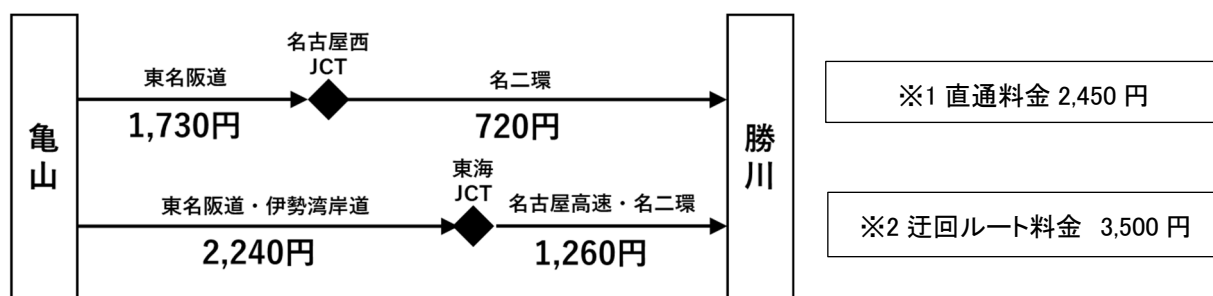 亀山
東名阪道
1,730円
名古屋西
JCT
名二環
720円
東名阪道・伊勢湾岸道
2,240円
東海
JCT
名古屋高速・名二環
1,260円
勝川
※1 直通料金 2,450 円
※2 迂回ルート料金 3,500 円